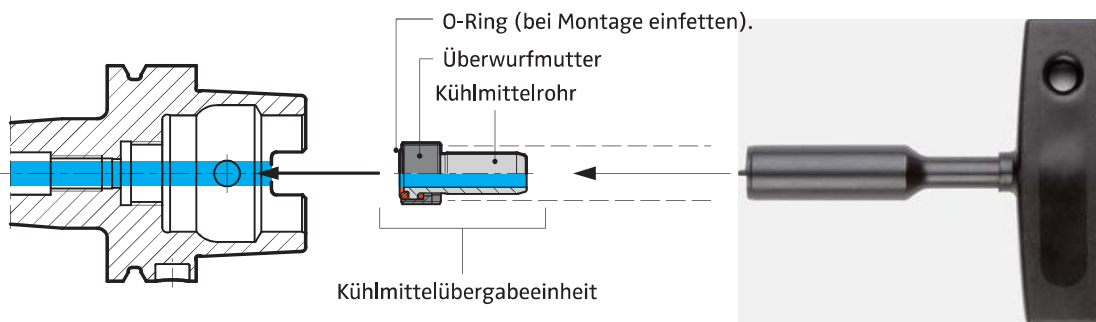 O-Ring (bei Montage einfetten).
Überwurfmutter
Kühlmittelrohr
Kühlmittelübergabeeinheit